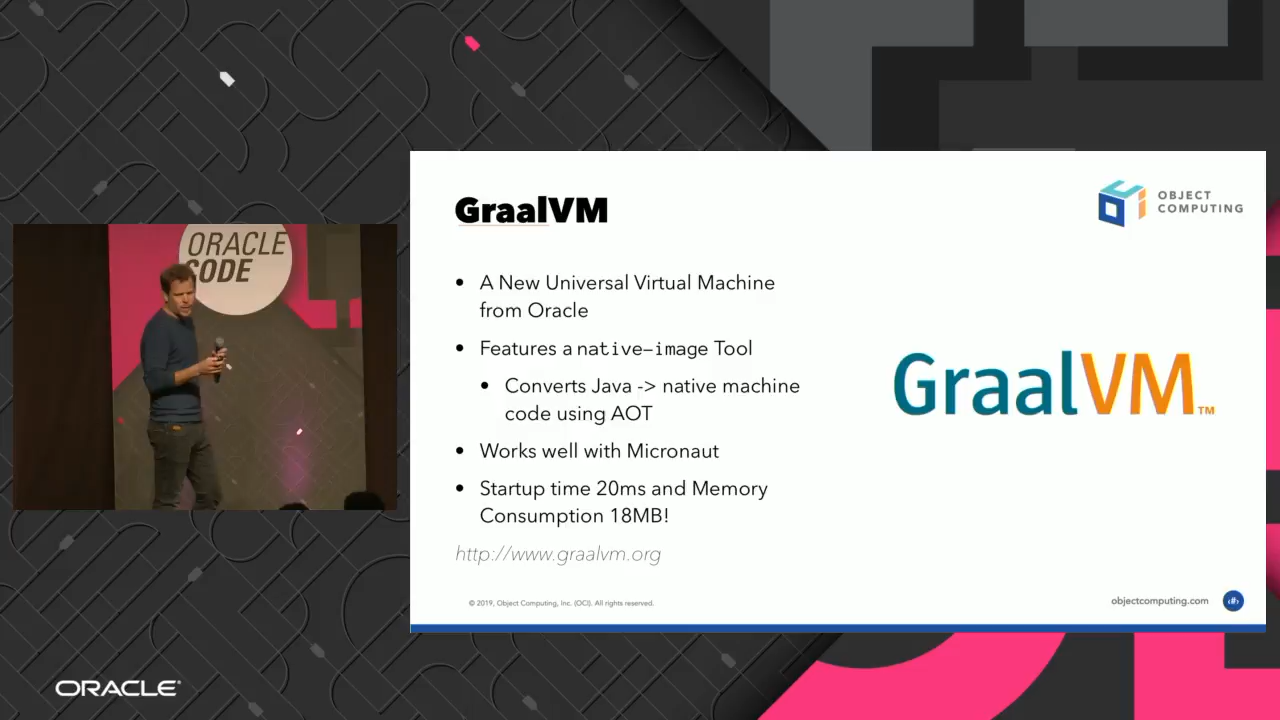 ORACLE
CODE
GraalVM
OBJECT
COMPUTING
• A New Universal Virtual Machine
from Oracle
• Features a native-image Tool
• Converts Java -> native machine
code using AOT
• Works well with Micronaut
• Startup time 20ms and Memory
Consumption 18MB!
http://www.graalvm.org
GraalVM™
© 2019, Object Computing, Inc. (OCI). All rights reserved.
objectcomputing.com
‹#›
ORACLE®